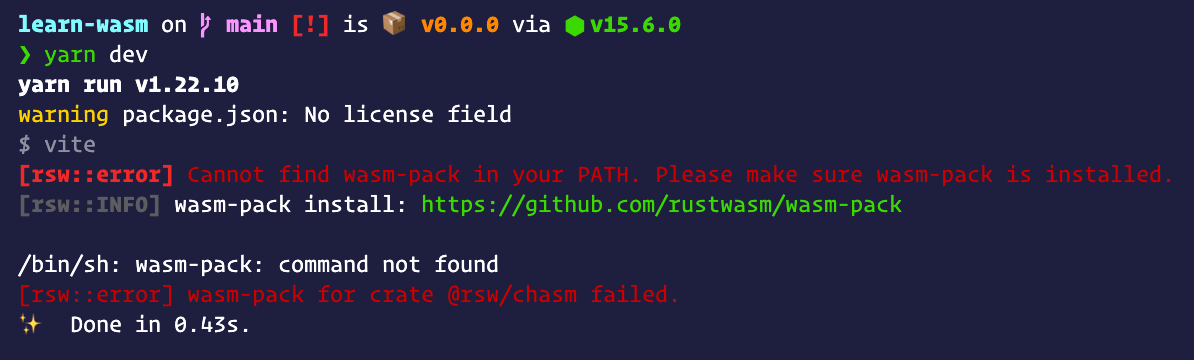 learn-wasm on main [!] is 📦 v0.0.0 via ⬢ v15.6.0
❯ yarn dev
yarn run v1.22.10
warning package.json: No license field
$ vite
[rsw::error] Cannot find wasm-pack in your PATH. Please make sure wasm-pack is installed.
[rsw::INFO] wasm-pack install: https://github.com/rustwasm/wasm-pack
/bin/sh: wasm-pack: command not found
[rsw::error] wasm-pack for crate @rsw/chasm failed.
✨ Done in 0.43s.